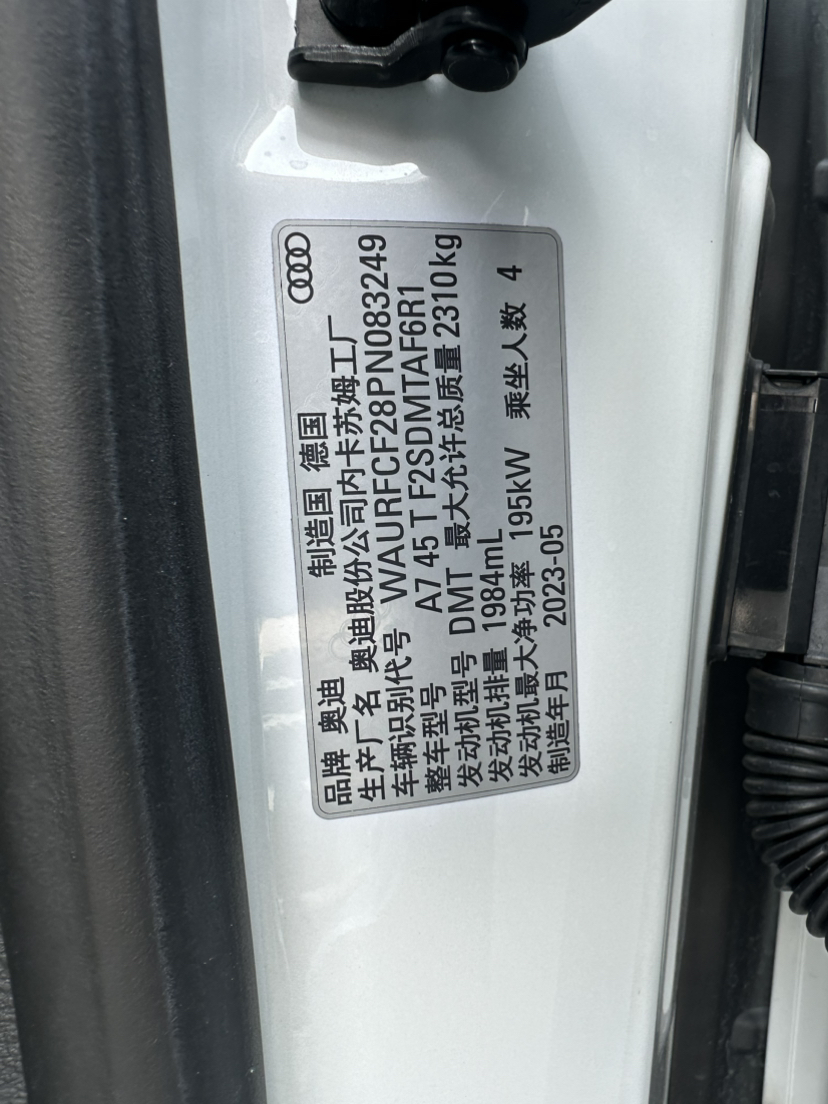 品牌 奥迪 制造国 德国
生产厂名 奥迪股份公司内卡苏姆工厂
车辆识别代号 WAURFCF28PN083249
整车型号 A7 45 T F2SDMTAF6R1
发动机型号 DMT 最大允许总质量 2310kg
发动机排量 1984mL
发动机最大净功率 195kW 乘坐人数 4
制造年月 2023-05